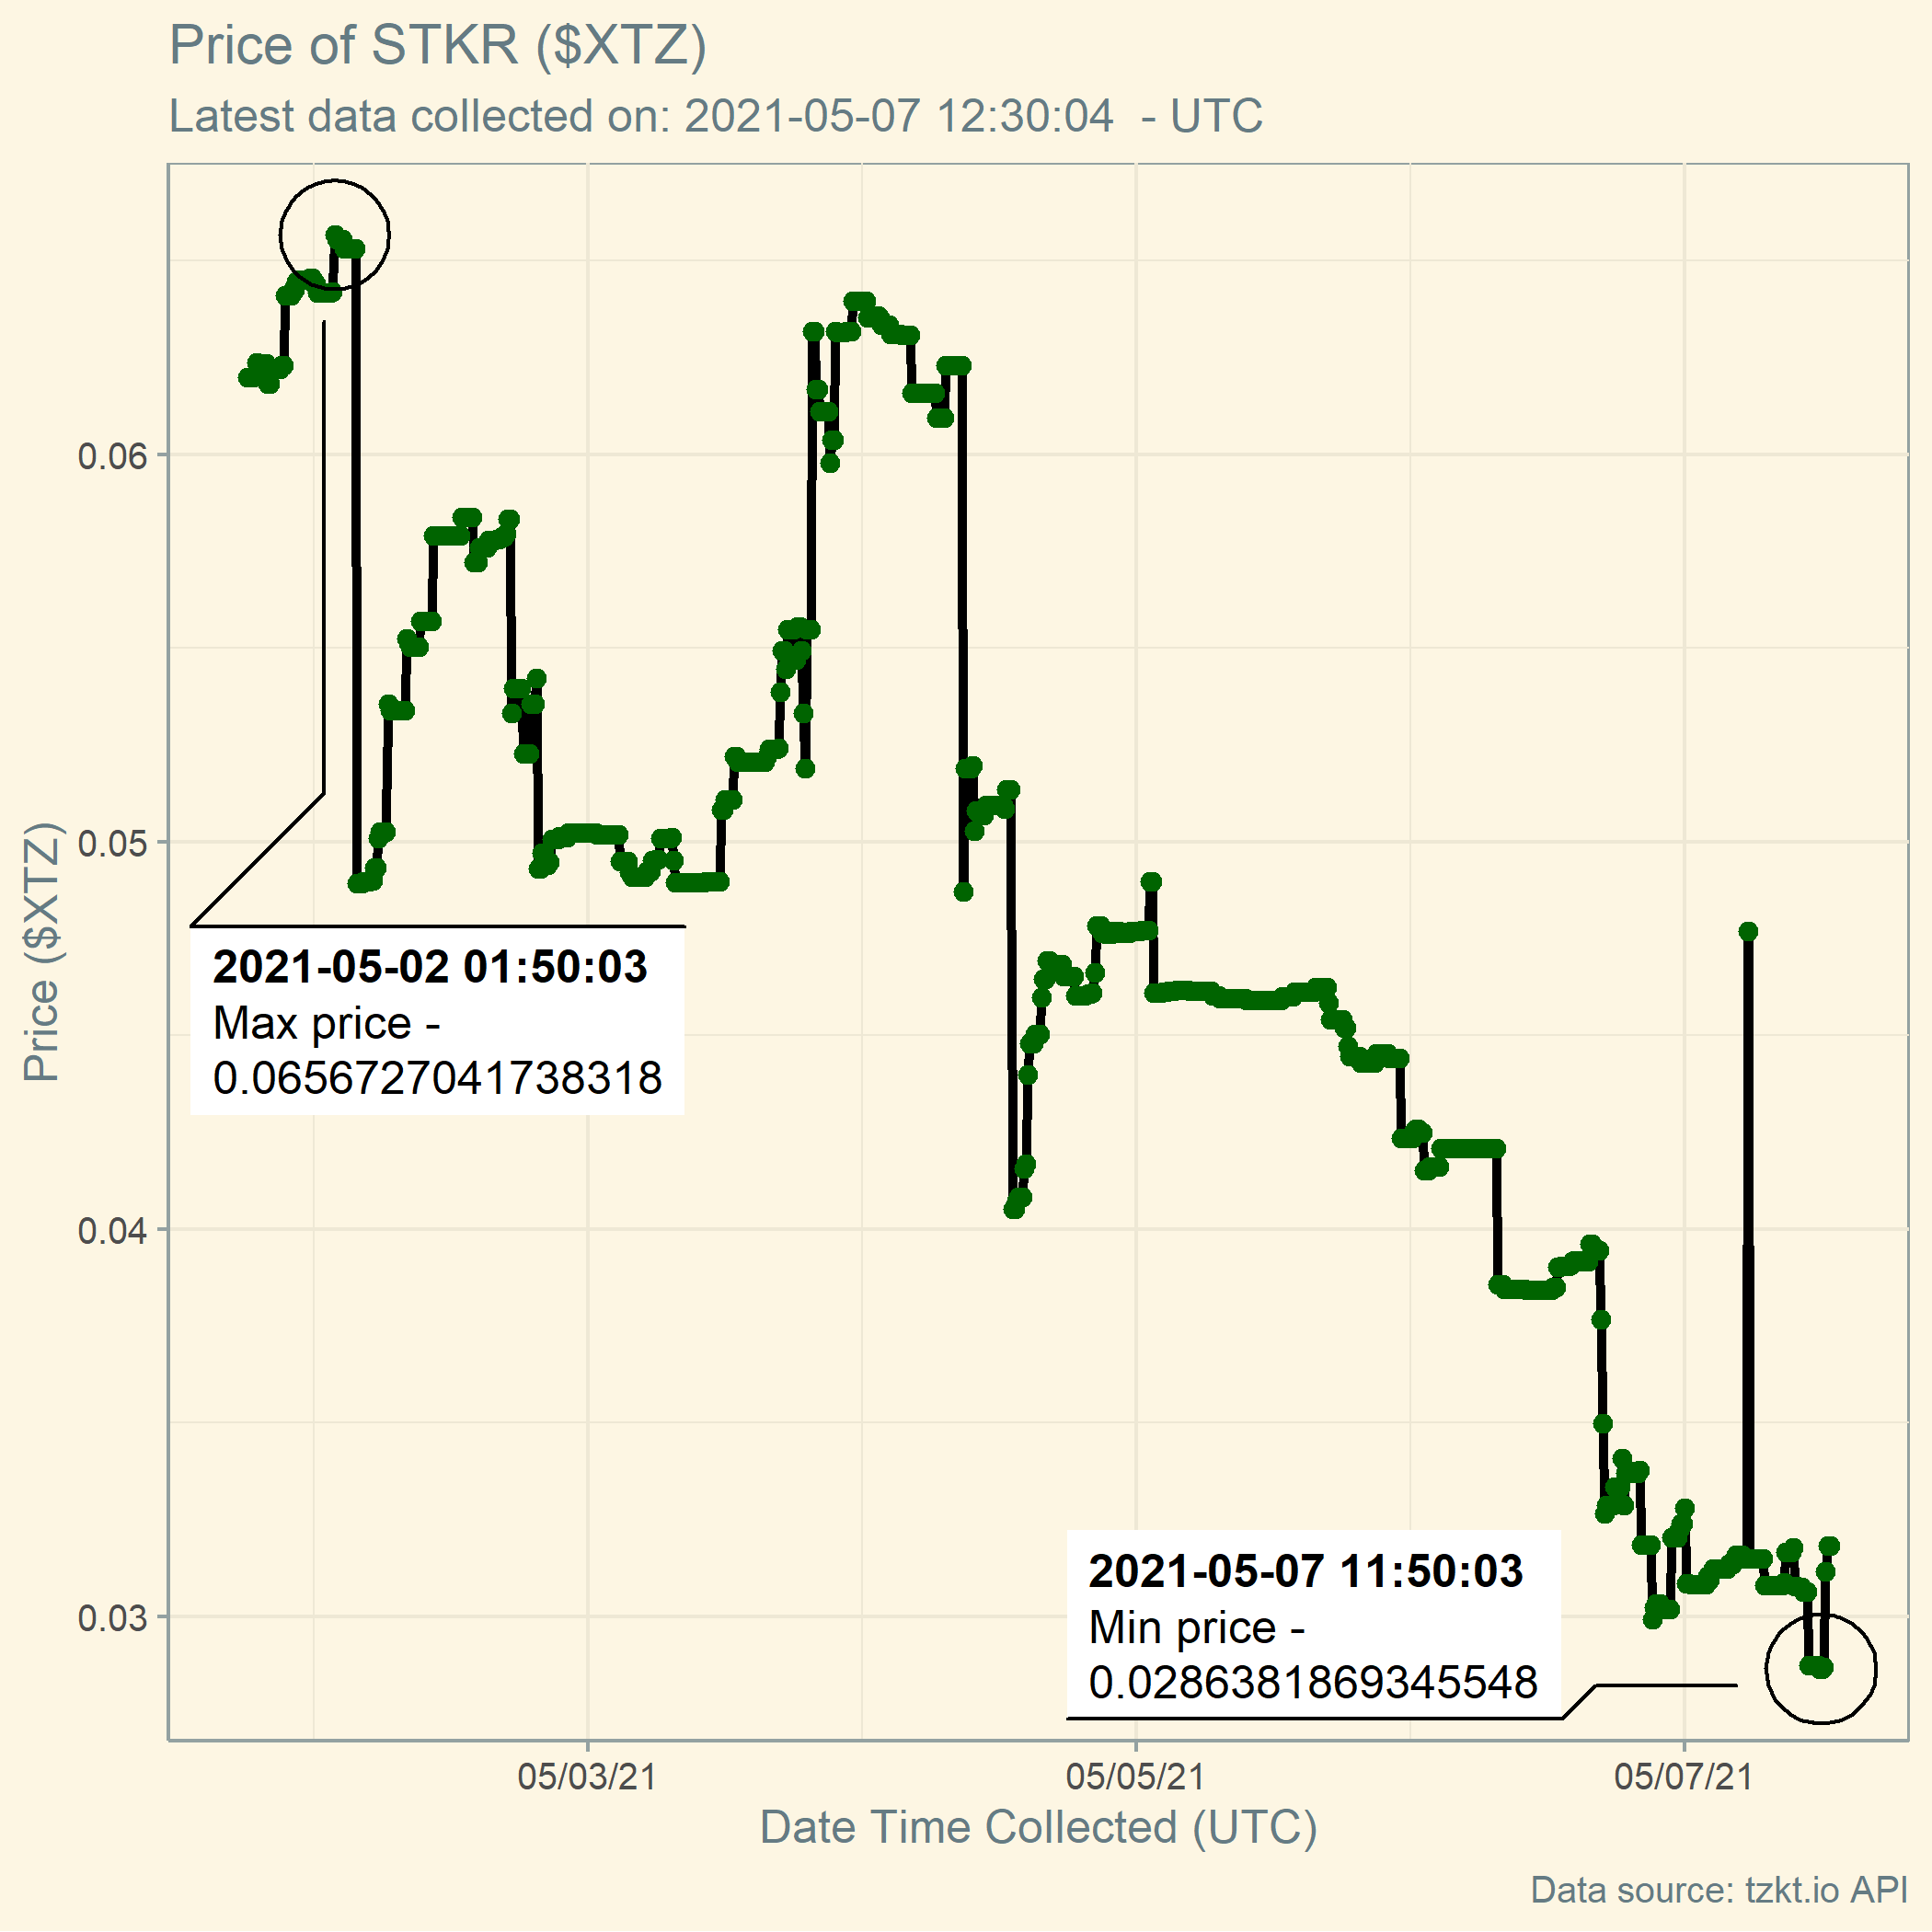 Price of STKR ($XTZ)
Latest data collected on: 2021-05-07 12:30:04  - UTC
Price ($XTZ)
0.06
0.05
0.04
0.03
2021-05-02 01:50:03
Max price -
0.0656727041738318
2021-05-07 11:50:03
Min price -
0.0286381869345548
05/03/21
05/05/21
05/07/21
Date Time Collected (UTC)
Data source: tzkt.io API